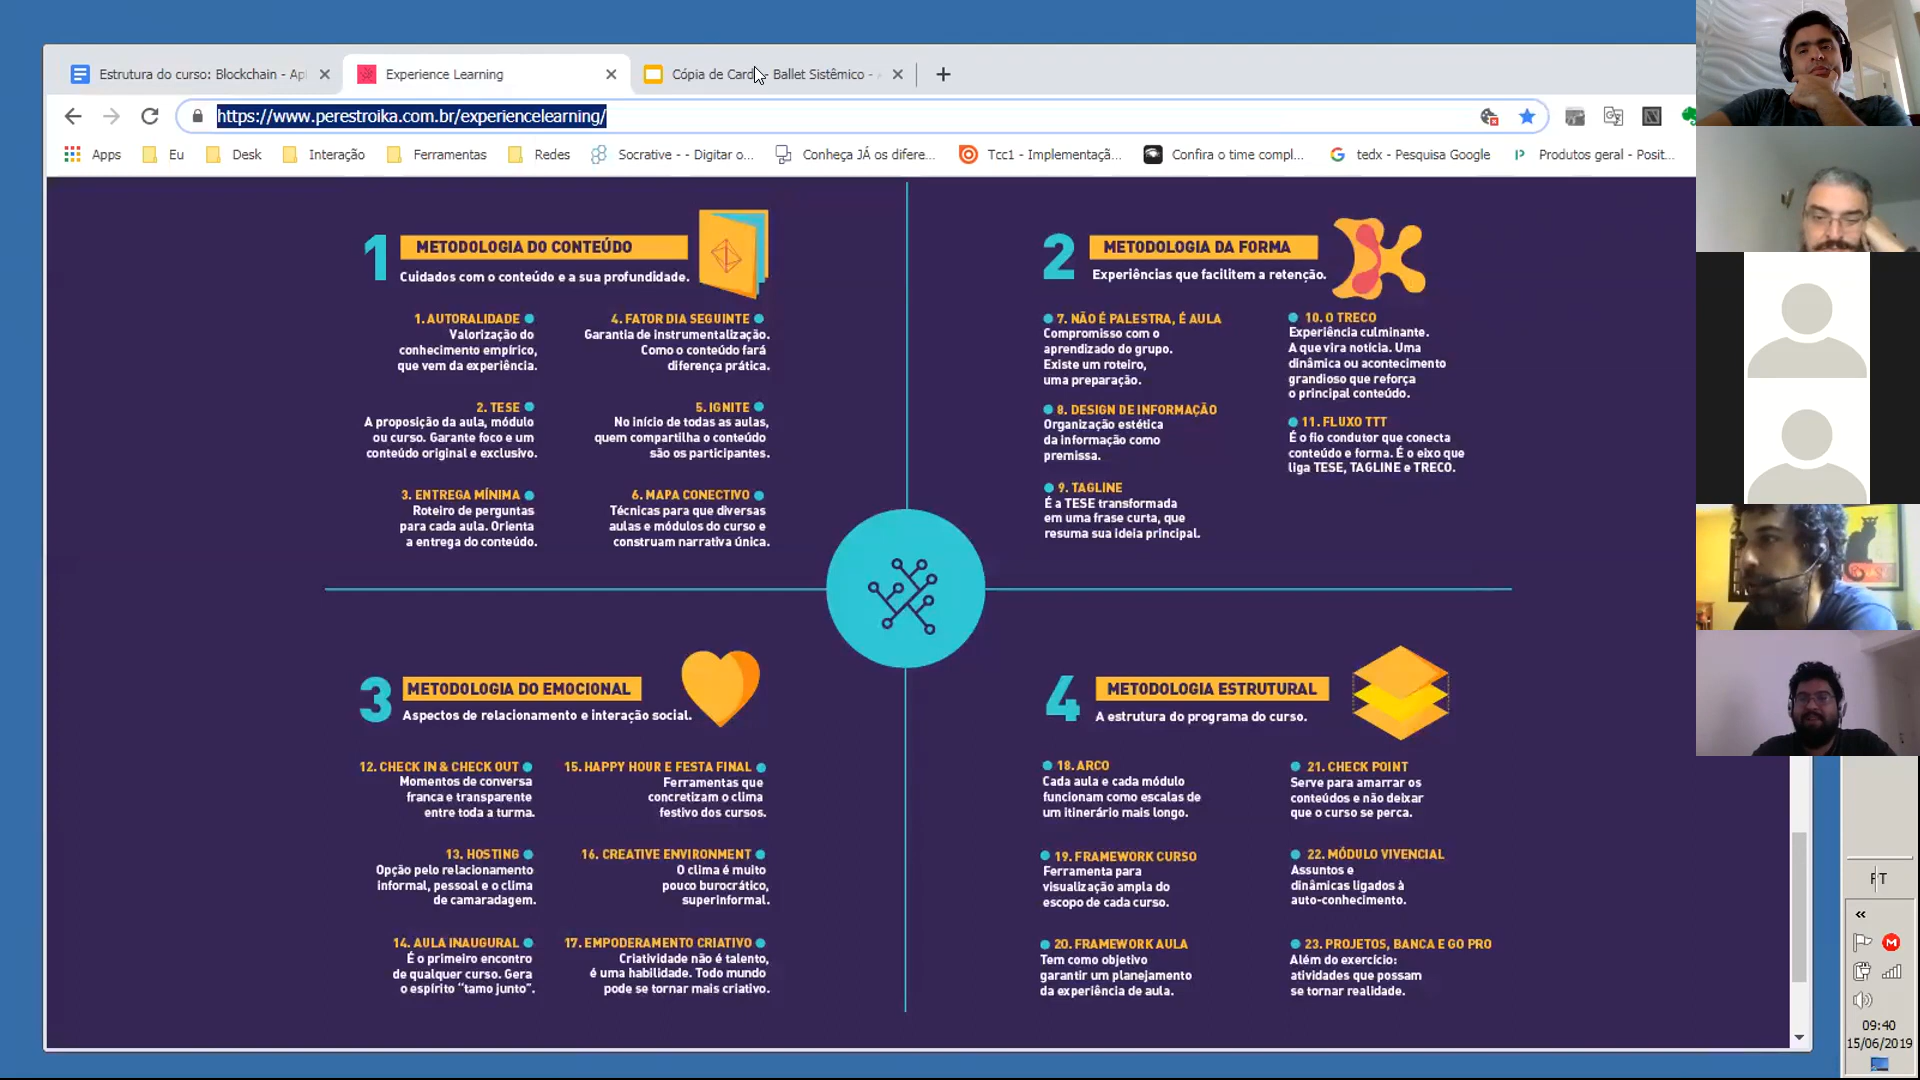 Estrutura do curso: Blockchain - Apl
Experience Learning
Cópia de Card - Ballet Sistêmico -
https://www.perestroika.com.br/experiencelearning/
Apps
Eu
Desk
Interação
Ferramentas
Redes
Socrative - - Digitar o...
Conheça JÁ os difere...
Tcc1 - Implementaçã...
Confira o time compl...
tedx - Pesquisa Google
Produtos geral - Posit...
1 METODOLOGIA DO CONTEÚDO
Cuidados com o conteúdo e a sua profundidade.
1. AUTORALIDADE
Valorização do
conhecimento empírico,
que vem da experiência.
2. TESE
A proposição da aula, módulo
ou curso. Garante foco e um
conteúdo original e exclusivo.
3. ENTREGA MÍNIMA
Roteiro de perguntas
para cada aula. Orienta
a entrega do conteúdo.
4. FATOR DIA SEGUINTE
Garantia de instrumentalização.
Como o conteúdo fará
diferença prática.
5. IGNITE
No início de todas as aulas,
quem compartilha o conteúdo
são os participantes.
6. MAPA CONECTIVO
Técnicas para que diversas
aulas e módulos do curso e
construam narrativa única.
2 METODOLOGIA DA FORMA
Experiências que facilitem a retenção.
7. NÃO É PALESTRA, É AULA
Compromisso com o
aprendizado do grupo.
Existe um roteiro,
uma preparação.
8. DESIGN DE INFORMAÇÃO
Organização estética
da informação como
premissa.
9. TAGLINE
É a TESE transformada
em uma frase curta, que
resuma sua ideia principal.
10. O TRECO
Experiência culminante.
A que vira notícia. Uma
dinâmica ou acontecimento
grandioso que reforça
o principal conteúdo.
11. FLUXO TTT
É o fio condutor que conecta
conteúdo e forma. É o eixo que
liga TESE, TAGLINE e TRECO.
3 METODOLOGIA DO EMOCIONAL
Aspectos de relacionamento e interação social.
12. CHECK IN & CHECK OUT
Momentos de conversa
franca e transparente
entre toda a turma.
13. HOSTING
Opção pelo relacionamento
informal, pessoal e o clima
de camaradagem.
14. AULA INAUGURAL
É o primeiro encontro
de qualquer curso. Gera
o espírito "tamo junto".
15. HAPPY HOUR E FESTA FINAL
Ferramentas que
concretizam o clima
festivo dos cursos.
16. CREATIVE ENVIRONMENT
O clima é muito
pouco burocrático,
superinformal.
17. EMPODERAMENTO CRIATIVO
Criatividade não é talento,
é uma habilidade. Todo mundo
pode se tornar mais criativo.
4 METODOLOGIA ESTRUTURAL
A estrutura do programa do curso.
18. ARCO
Cada aula e cada módulo
funcionam como escalas de
um itinerário mais longo.
19. FRAMEWORK CURSO
Ferramenta para
visualização ampla do
escopo de cada curso.
20. FRAMEWORK AULA
Tem como objetivo
garantir um planejamento
da experiência de aula.
21. CHECK POINT
Serve para amarrar os
conteúdos e não deixar
que o curso se perca.
22. MÓDULO VIVENCIAL
Assuntos e
dinâmicas ligados à
auto-conhecimento.
23. PROJETOS, BANCA E GO PRO
Além do exercício:
atividades que possam
se tornar realidade.
PT
09:40
15/06/2019